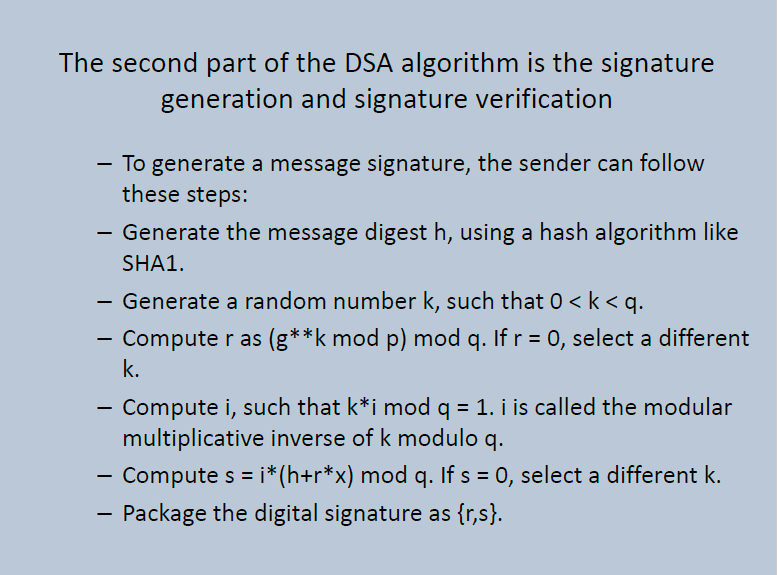 The second part of the DSA algorithm is the signature
generation and signature verification
– To generate a message signature, the sender can follow
these steps:
– Generate the message digest h, using a hash algorithm like
SHA1.
– Generate a random number k, such that 0 < k < q.
– Compute r as (g**k mod p) mod q. If r = 0, select a different
k.
– Compute i, such that k*i mod q = 1. i is called the modular
multiplicative inverse of k modulo q.
– Compute s = i*(h+r*x) mod q. If s = 0, select a different k.
– Package the digital signature as {r,s}.